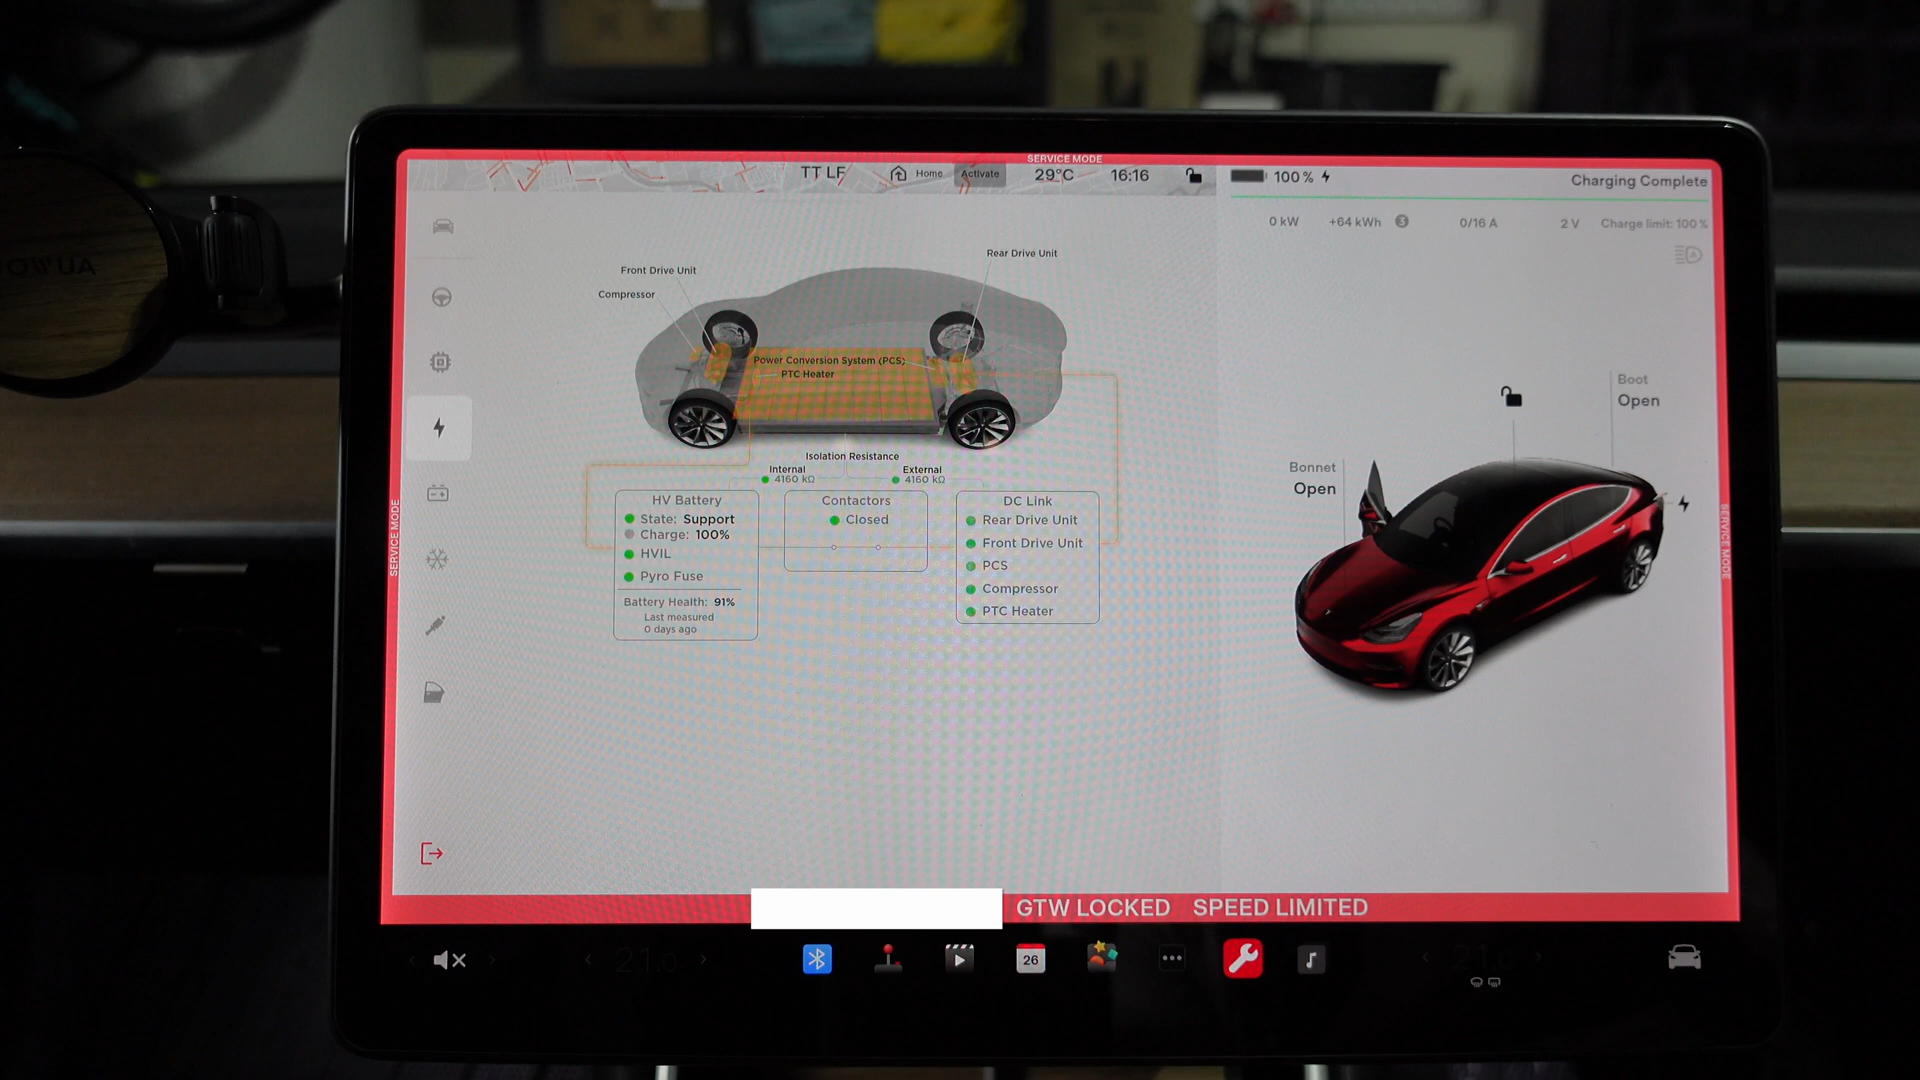 SERVICE MODE
TT LF Home Activate 29°C 16:16
100 % Charging Complete
0 kW +64 kWh 3 0/16 A 2 V Charge limit: 100 %
Rear Drive Unit
Front Drive Unit
Compressor
Power Conversion System (PCS)
PTC Heater
Isolation Resistance
Internal External
4160 kΩ 4160 kΩ
HV Battery
State: Support
Charge: 100%
HVIL
Pyro Fuse
Battery Health: 91%
Last measured
0 days ago
Contactors
Closed
DC Link
Rear Drive Unit
Front Drive Unit
PCS
Compressor
PTC Heater
Boot
Open
Bonnet
Open
SERVICE MODE
SERVICE MODE
GTW LOCKED SPEED LIMITED
21.0
26